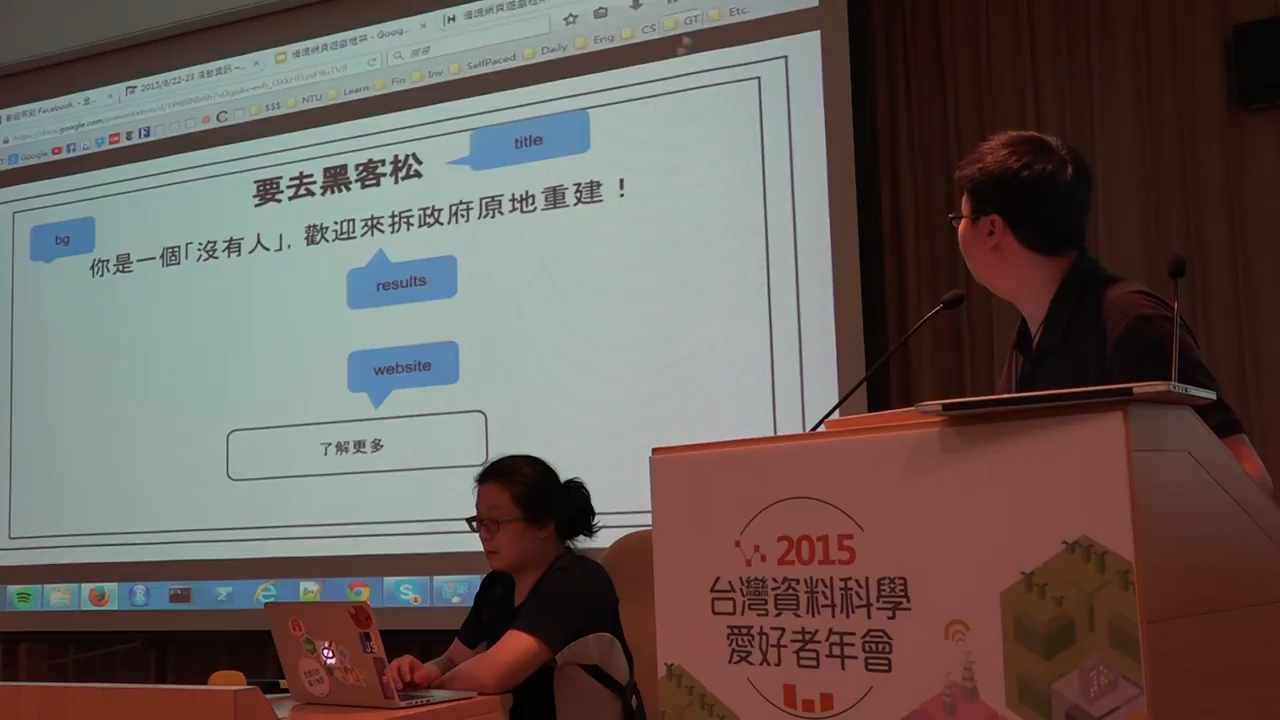 要去黑客松
title
bg
你是一個「沒有人」, 歡迎來拆政府原地重建！
results
website
了解更多
Google
$$$
NTU
Learn
Fin
Inv
SelfPaced
Daily
Eng
CS
GT
Etc.
2015
台灣資料科學
愛好者年會